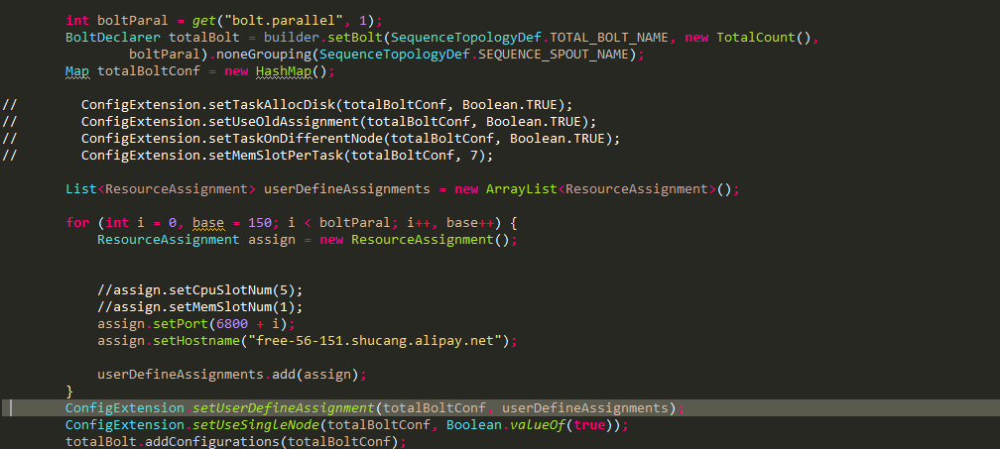 int boltParal = get("bolt.parallel", 1);
BoltDeclarer totalBolt = builder.setBolt(SequenceTopologyDef.TOTAL_BOLT_NAME, new TotalCount(),
boltParal).noneGrouping(SequenceTopologyDef.SEQUENCE_SPOUT_NAME);
Map totalBoltConf = new HashMap();
// ConfigExtension.setTaskAllocDisk(totalBoltConf, Boolean.TRUE);
// ConfigExtension.setUseOldAssignment(totalBoltConf, Boolean.TRUE);
// ConfigExtension.setTaskOnDifferentNode(totalBoltConf, Boolean.TRUE);
// ConfigExtension.setMemSlotPerTask(totalBoltConf, 7);
List<ResourceAssignment> userDefineAssignments = new ArrayList<ResourceAssignment>();
for (int i = 0, base = 150; i < boltParal; i++, base++) {
ResourceAssignment assign = new ResourceAssignment();
//assign.setCpuSlotNum(5);
//assign.setMemSlotNum(1);
assign.setPort(6800 + i);
assign.setHostname("free-56-151.shucang.alipay.net");
userDefineAssignments.add(assign);
}
ConfigExtension.setUserDefineAssignment(totalBoltConf, userDefineAssignments);
ConfigExtension.setUseSingleNode(totalBoltConf, Boolean.valueOf(true));
totalBolt.addConfigurations(totalBoltConf);